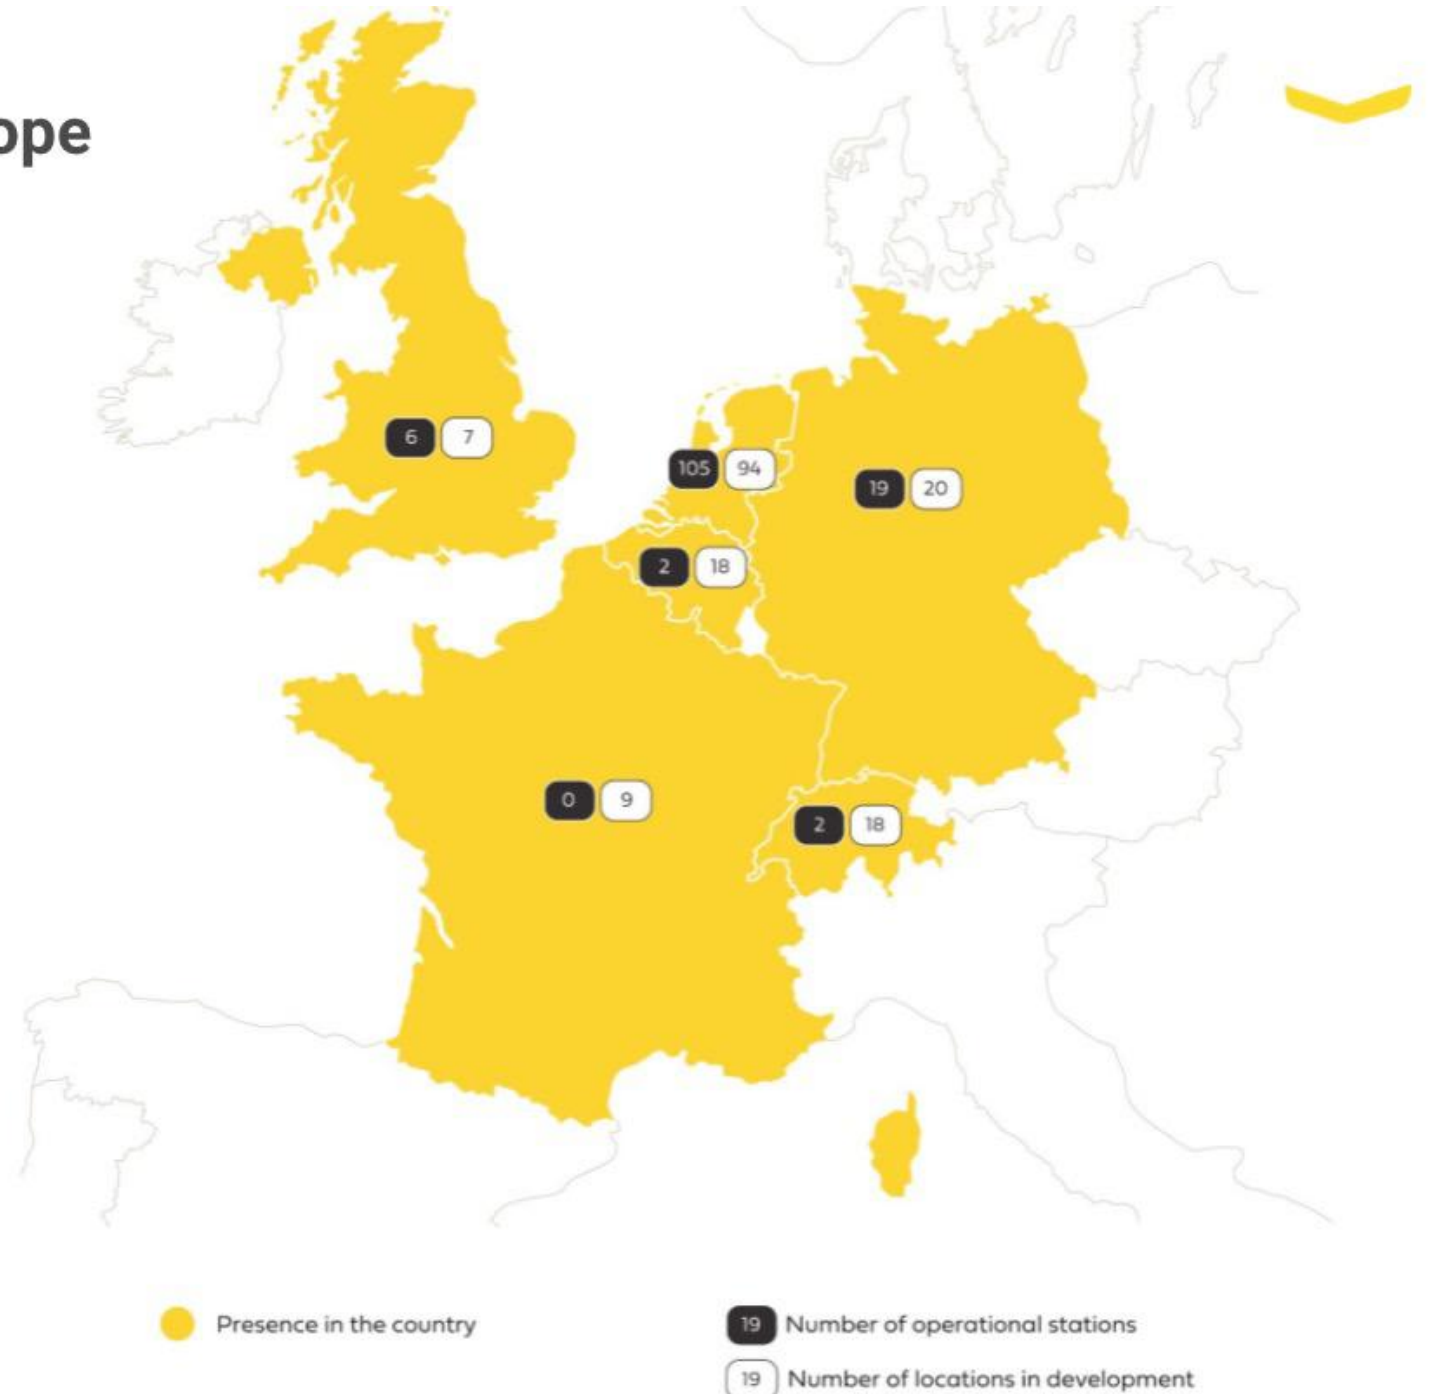 ope
6 7
105 94
19 20
2 18
0 9
2 18
Presence in the country
19 Number of operational stations
19 Number of locations in development